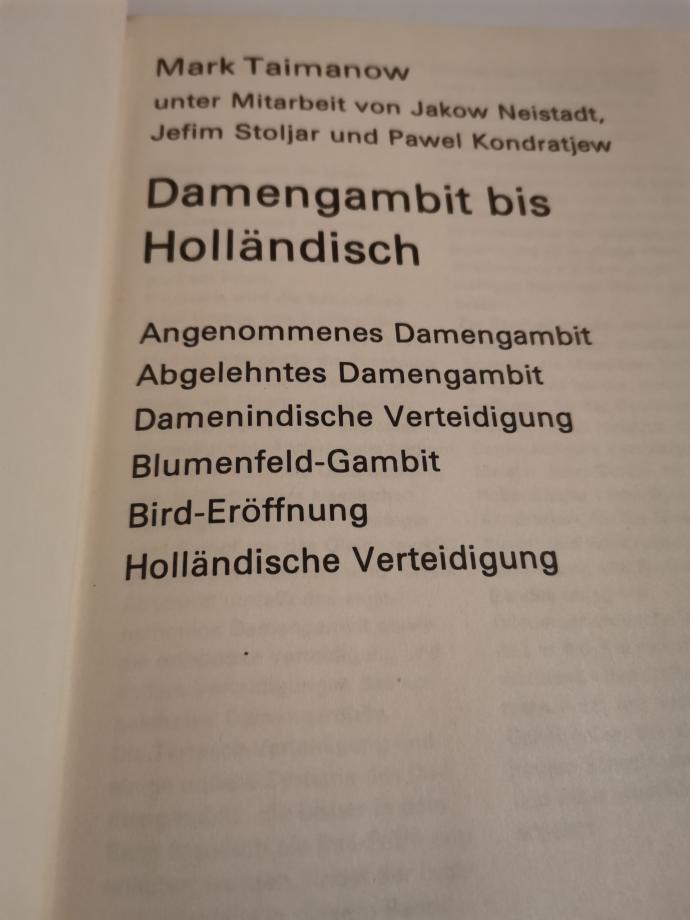 Mark Taimanow
unter Mitarbeit von Jakow Neistadt,
Jefim Stoljar und Pawel Kondratjew
Damengambit bis
Holländisch
Angenommenes Damengambit
Abgelehntes Damengambit
Damenindische Verteidigung
Blumenfeld-Gambit
Bird-Eröffnung
Holländische Verteidigung